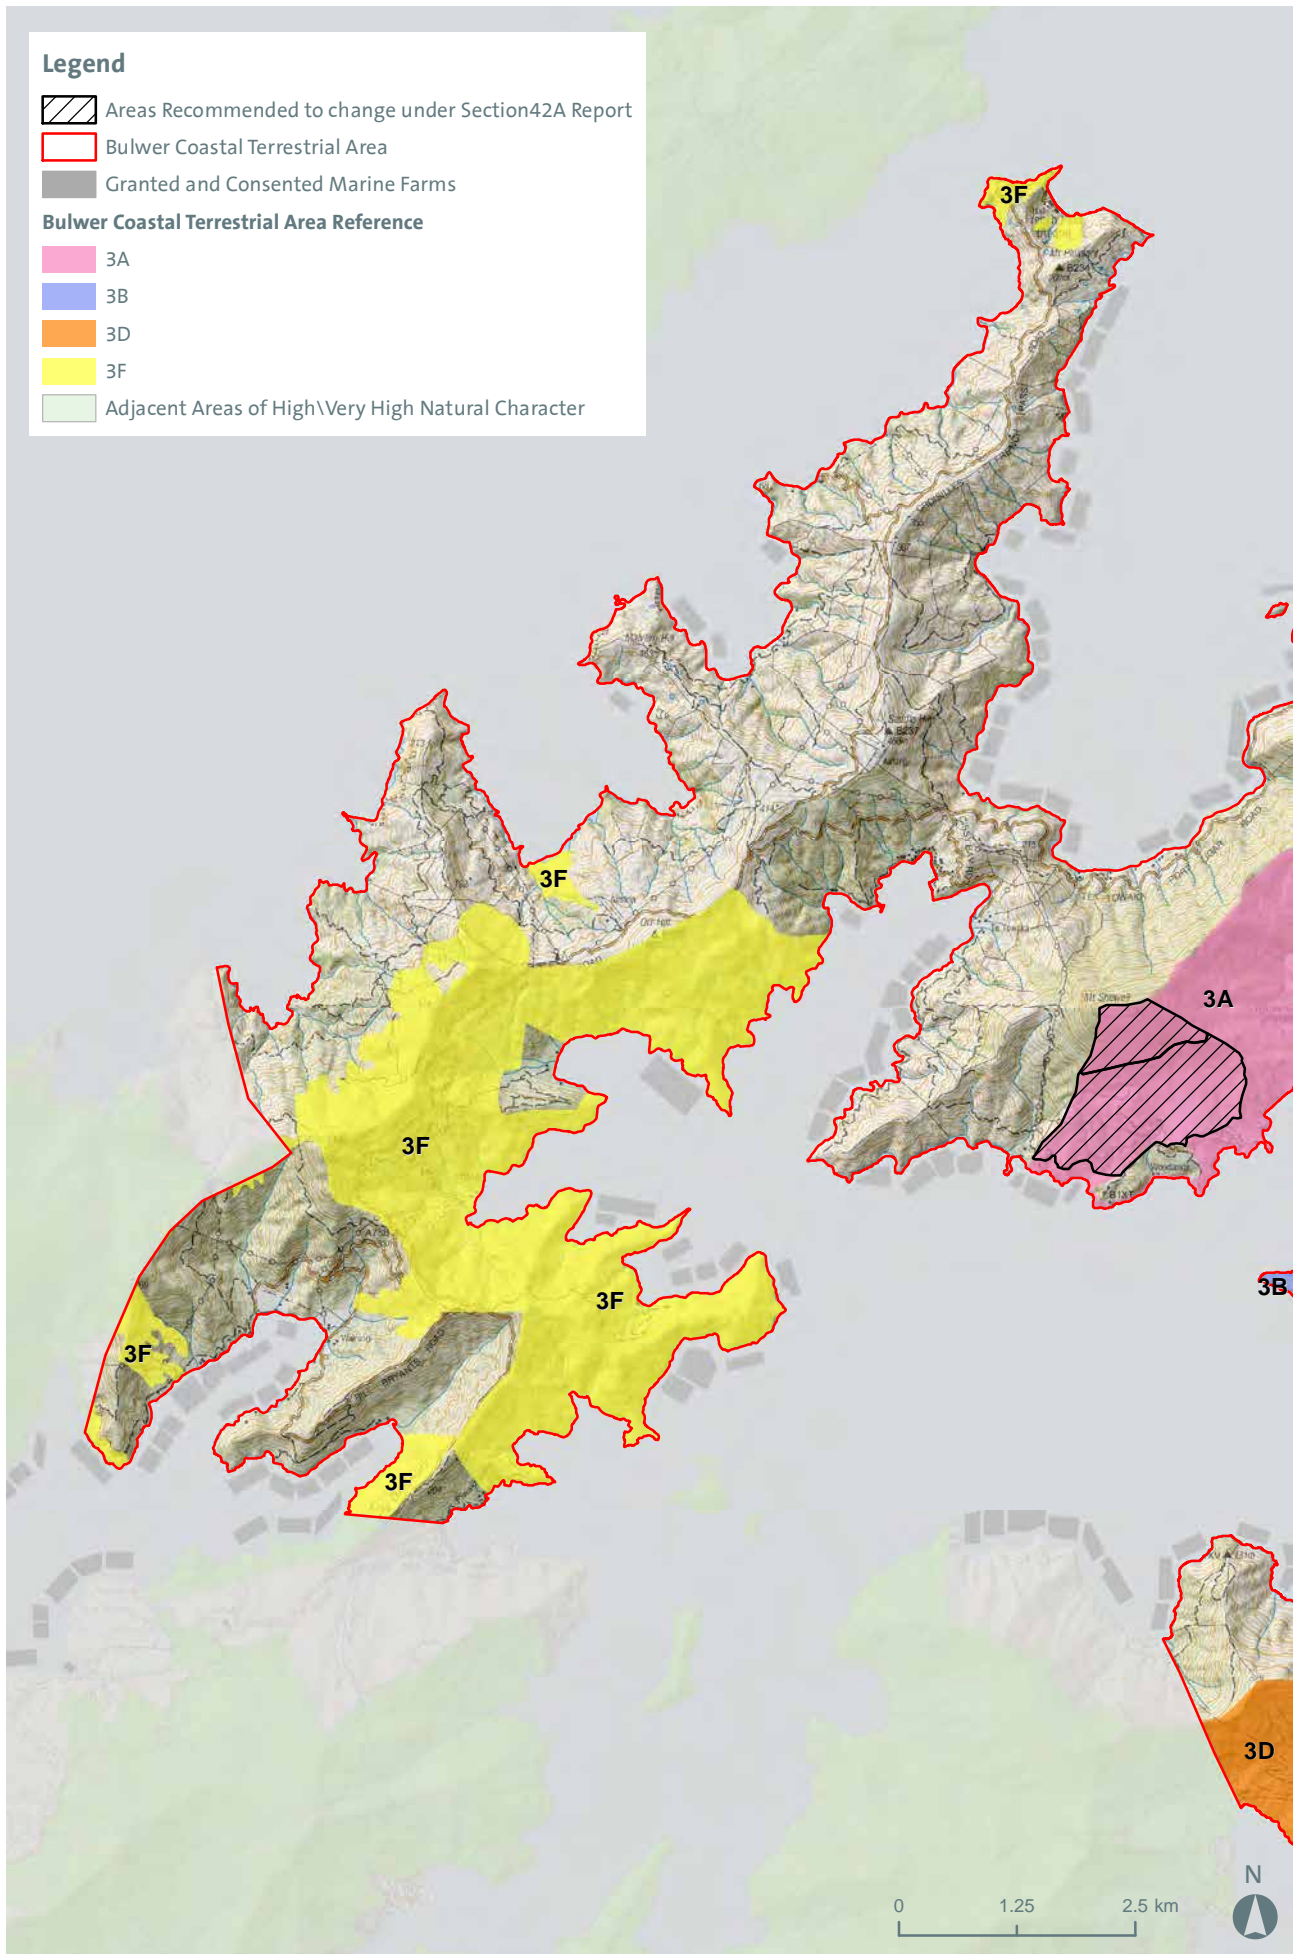 Legend
Areas Recommended to change under Section42A Report
Bulwer Coastal Terrestrial Area
Granted and Consented Marine Farms
Bulwer Coastal Terrestrial Area Reference
3A
3B
3D
3F
Adjacent Areas of High\Very High Natural Character
3F
3F
3A
Mt Shewell
3F
3B
3F
3F
3F
3D
N
0 1.25 2.5 km